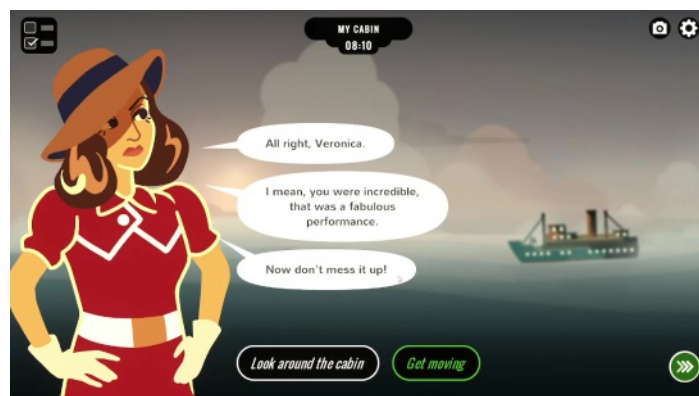 MY CABIN
08:10
All right, Veronica.
I mean, you were incredible,
that was a fabulous
performance.
Now don't mess it up!
Look around the cabin
Get moving